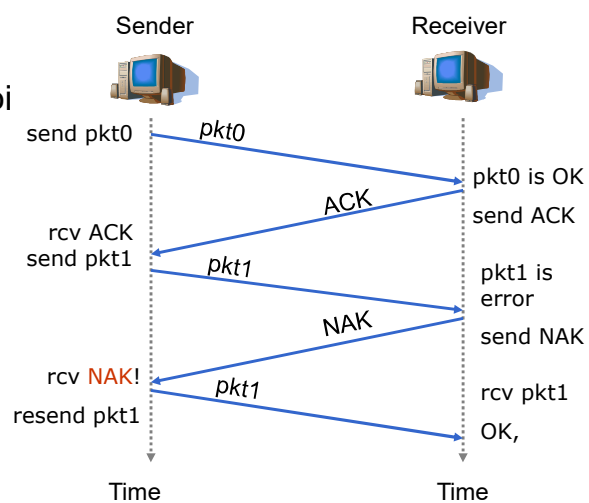 Sender
Receiver
pi
send pkt0
pkt0
pkt0 is OK
ACK
send ACK
rcv ACK
send pkt1
pkt1
pkt1 is
error
NAK
send NAK
rcv NAK!
pkt1
rcv pkt1
resend pkt1
OK,
Time
Time